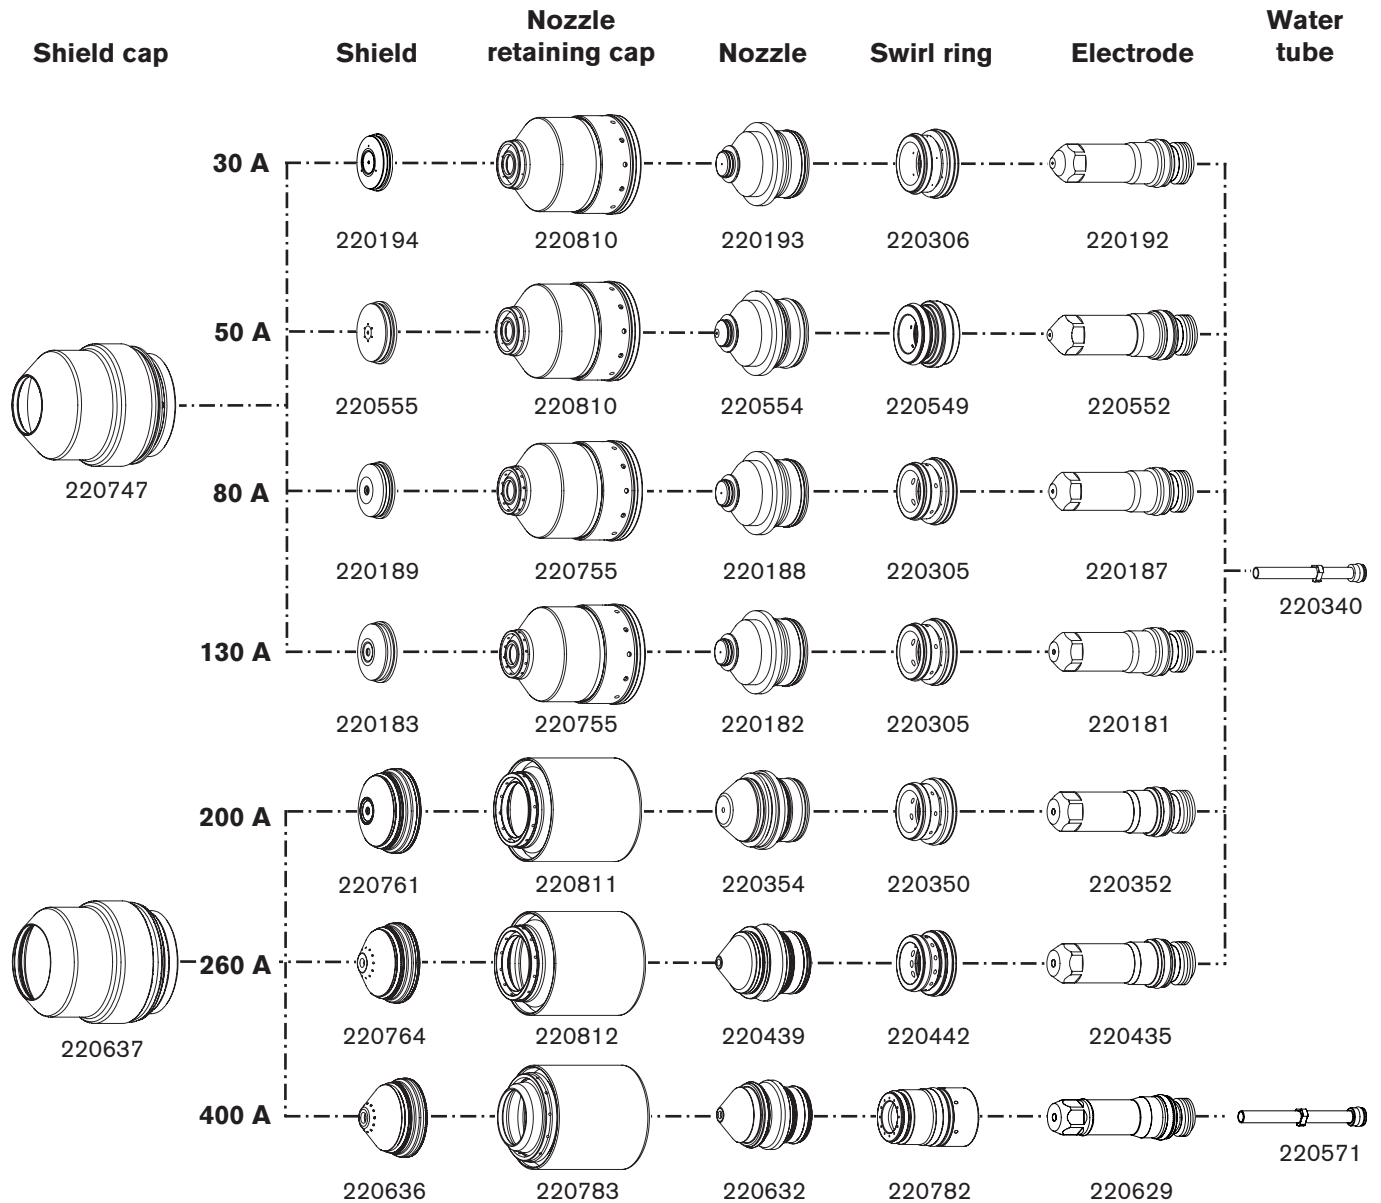 Shield cap
Shield
Nozzle
retaining cap
Nozzle
Swirl ring
Electrode
Water
tube
30 A
220194
220810
220193
220306
220192
50 A
220555
220810
220554
220549
220552
220747
80 A
220189
220755
220188
220305
220187
220340
130 A
220183
220755
220182
220305
220181
200 A
220761
220811
220354
220350
220352
260 A
220764
220812
220439
220442
220435
220637
400 A
220636
220783
220632
220782
220629
220571